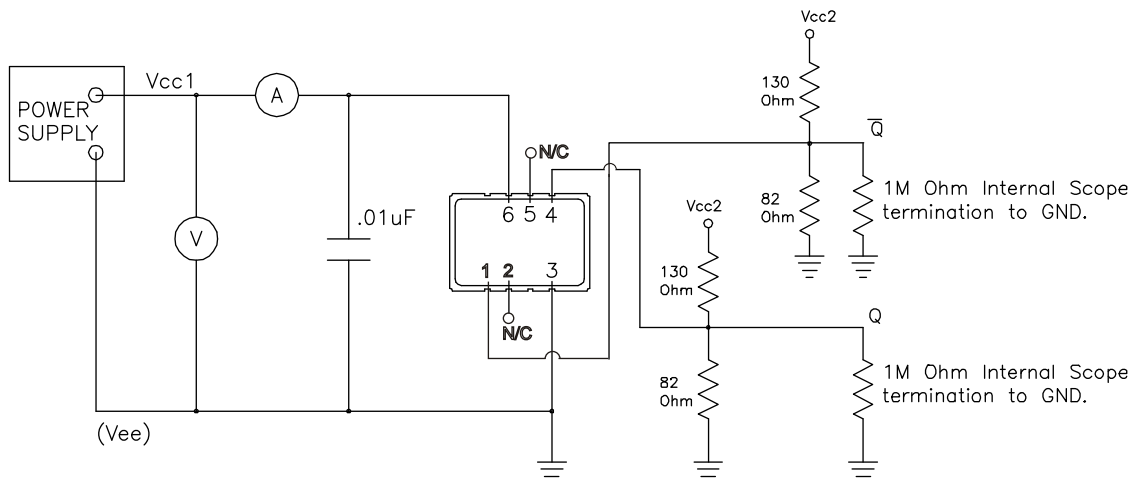 POWER
SUPPLY
Vcc1
A
V
.01uF
(Vee)
N/C
6 5 4
1 2 3
N/C
Vcc2
130
Ohm
Q̅
82
Ohm
1M Ohm Internal Scope
termination to GND.
Vcc2
130
Ohm
Q
82
Ohm
1M Ohm Internal Scope
termination to GND.